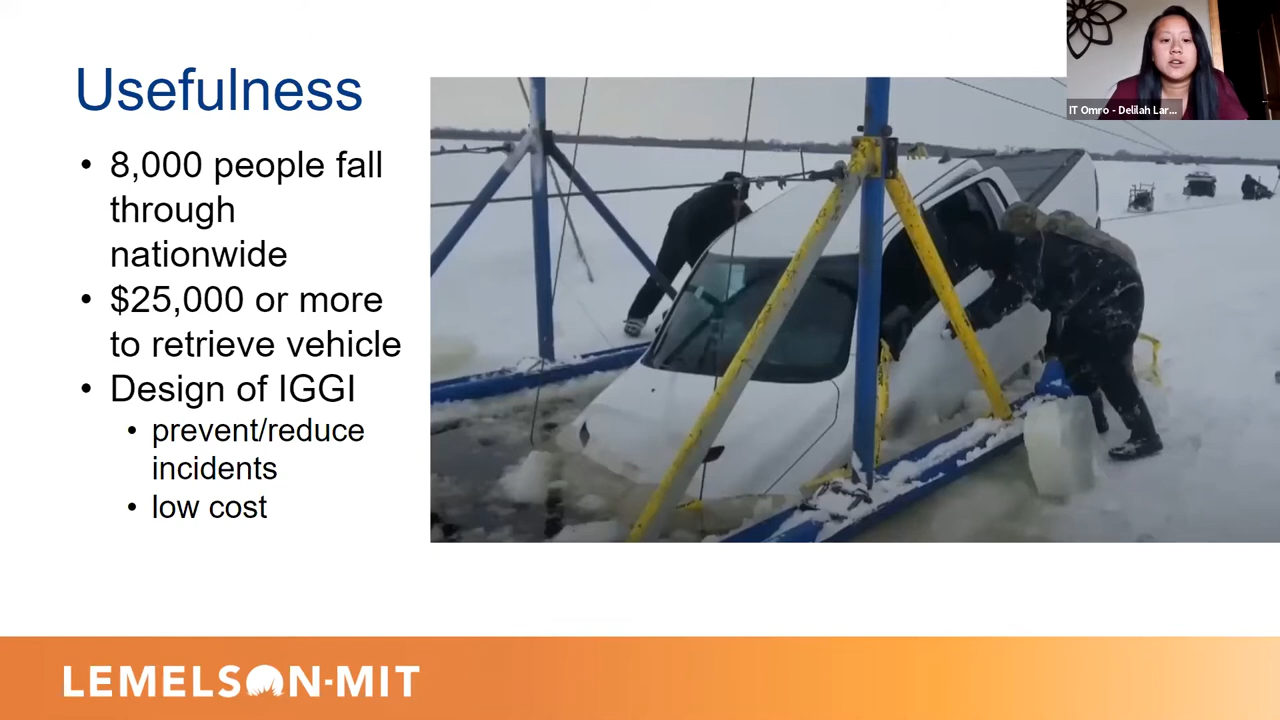 Usefulness
• 8,000 people fall
through
nationwide
• $25,000 or more
to retrieve vehicle
• Design of IGGI
• prevent/reduce
incidents
• low cost
IT Omro - Delilah Lar...
LEMELSON-MIT